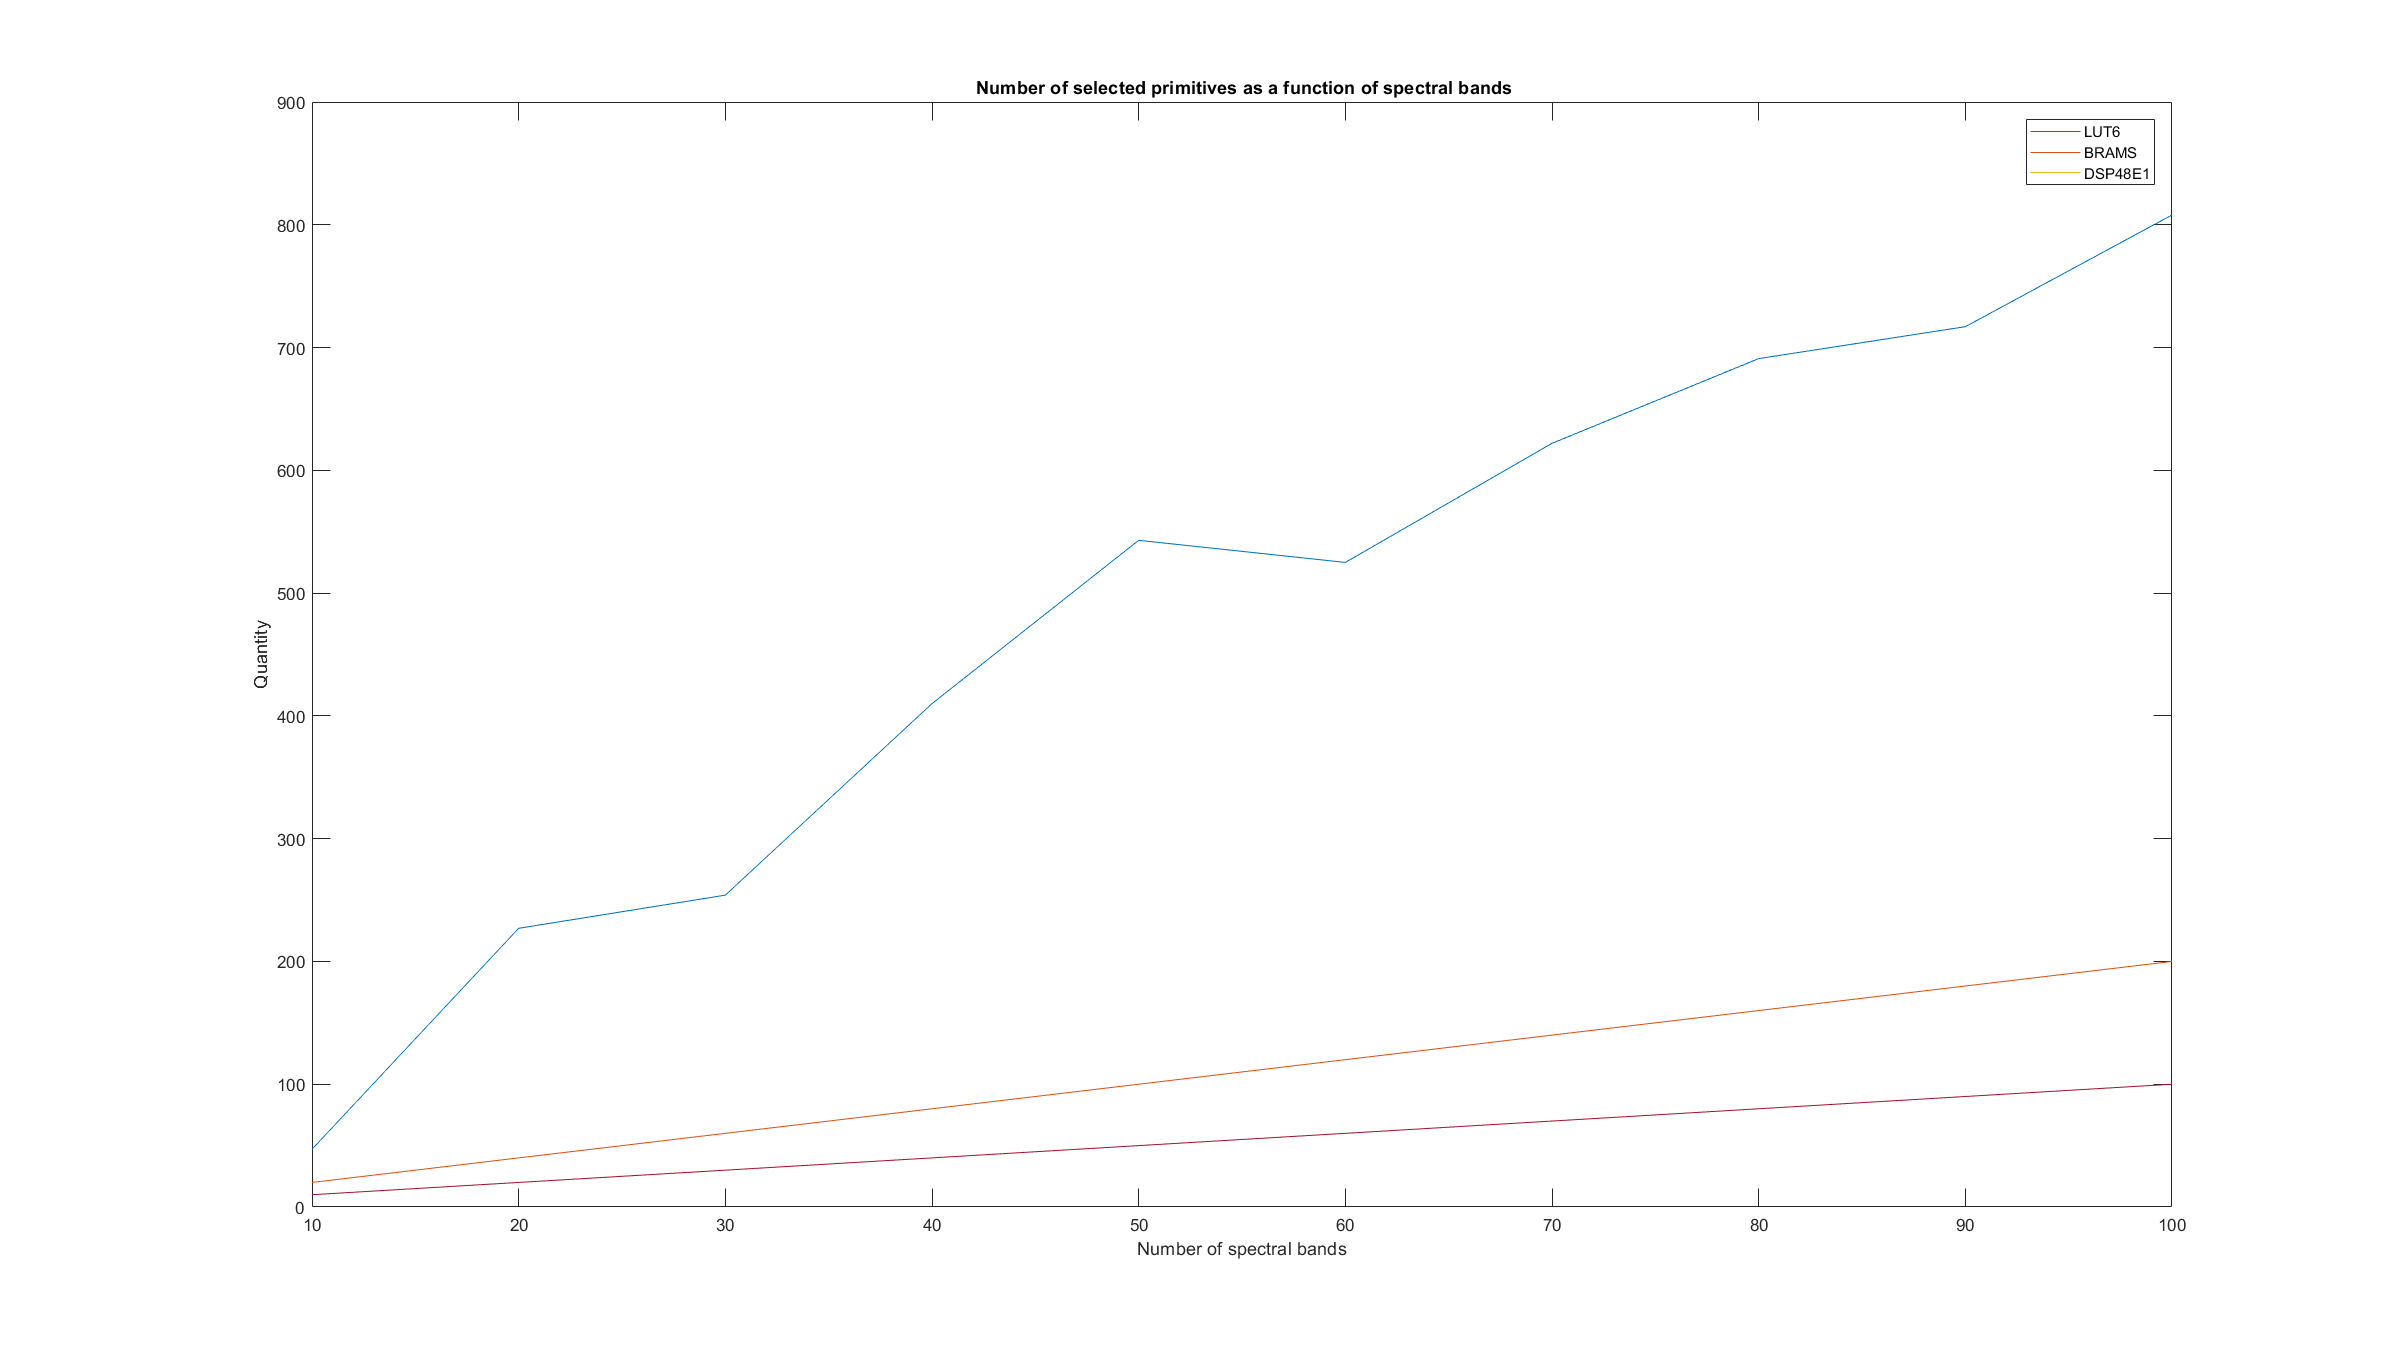 Number of selected primitives as a function of spectral bands
900
800
700
600
500
400
300
200
100
0
Quantity
LUT6
BRAMS
DSP48E1
10 20 30 40 50 60 70 80 90 100
Number of spectral bands